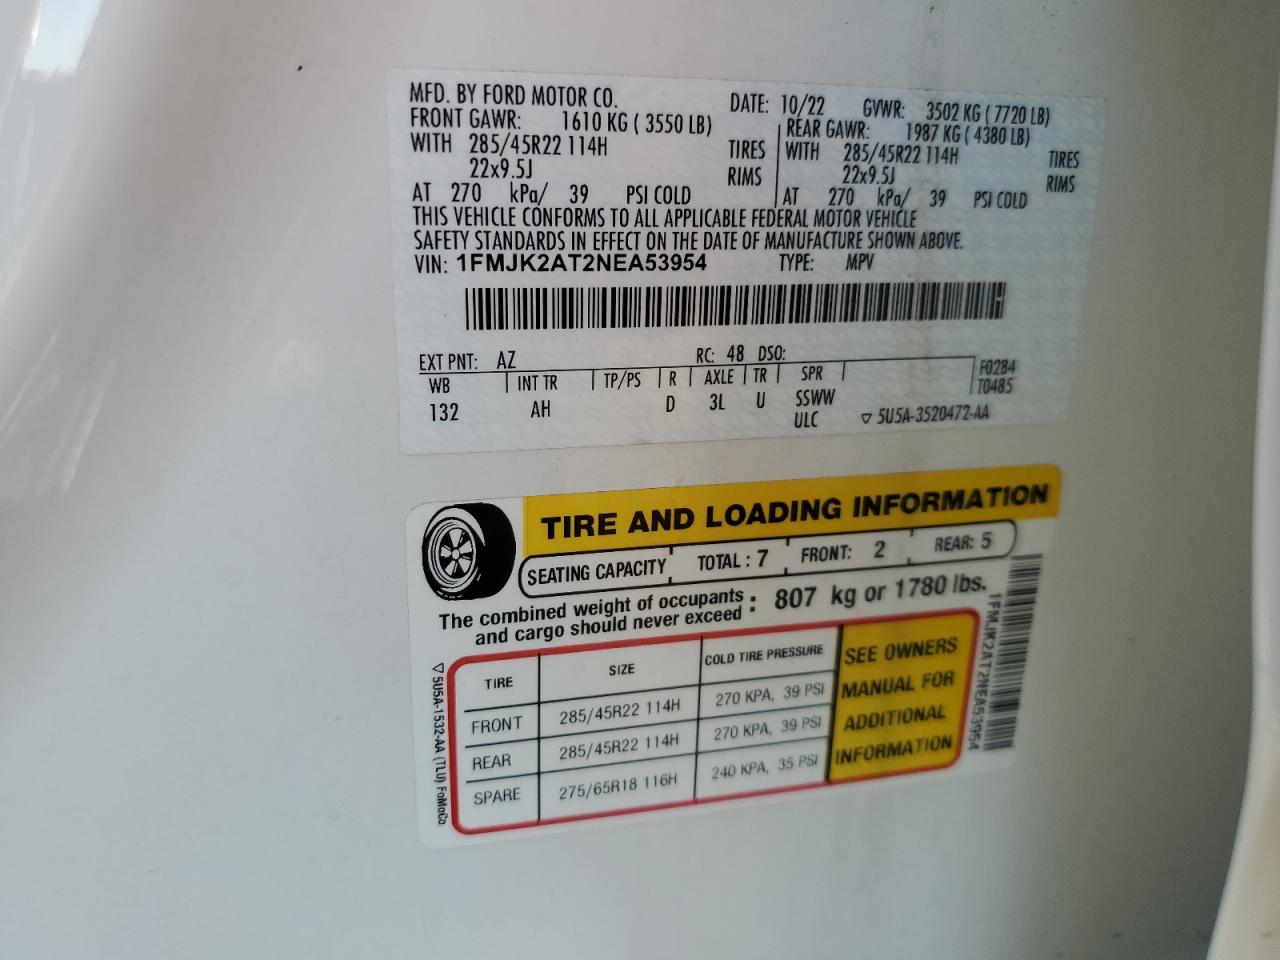 MFD. BY FORD MOTOR CO. DATE: 10/22 GVWR: 3502 KG ( 7720 LB)
FRONT GAWR: 1610 KG ( 3550 LB) REAR GAWR: 1987 KG ( 4380 LB)
WITH 285/45R22 114H TIRES WITH 285/45R22 114H TIRES
22x9.5J RIMS 22x9.5J RIMS
AT 270 kPa/ 39 PSI COLD AT 270 kPa/ 39 PSI COLD
THIS VEHICLE CONFORMS TO ALL APPLICABLE FEDERAL MOTOR VEHICLE
SAFETY STANDARDS IN EFFECT ON THE DATE OF MANUFACTURE SHOWN ABOVE.
VIN: 1FMJK2AT2NEA53954 TYPE: MPV
EXT PNT: AZ RC: 48 DSO:
WB INT TR TP/PS R AXLE TR SPR F0284
T0485
132 AH D 3L U SSWW
ULC 5U5A-3520472-AA
TIRE AND LOADING INFORMATION
SEATING CAPACITY TOTAL : 7 FRONT: 2 REAR: 5
The combined weight of occupants
and cargo should never exceed : 807 kg or 1780 lbs.
TIRE SIZE COLD TIRE PRESSURE
FRONT 285/45R22 114H 270 KPA, 39 PSI
REAR 285/45R22 114H 270 KPA, 39 PSI
SPARE 275/65R18 116H 240 KPA, 35 PSI
SEE OWNERS
MANUAL FOR
ADDITIONAL
INFORMATION
5U5A-1532-AA (TLU) FoMoCo
1FMJK2AT2NEA53954